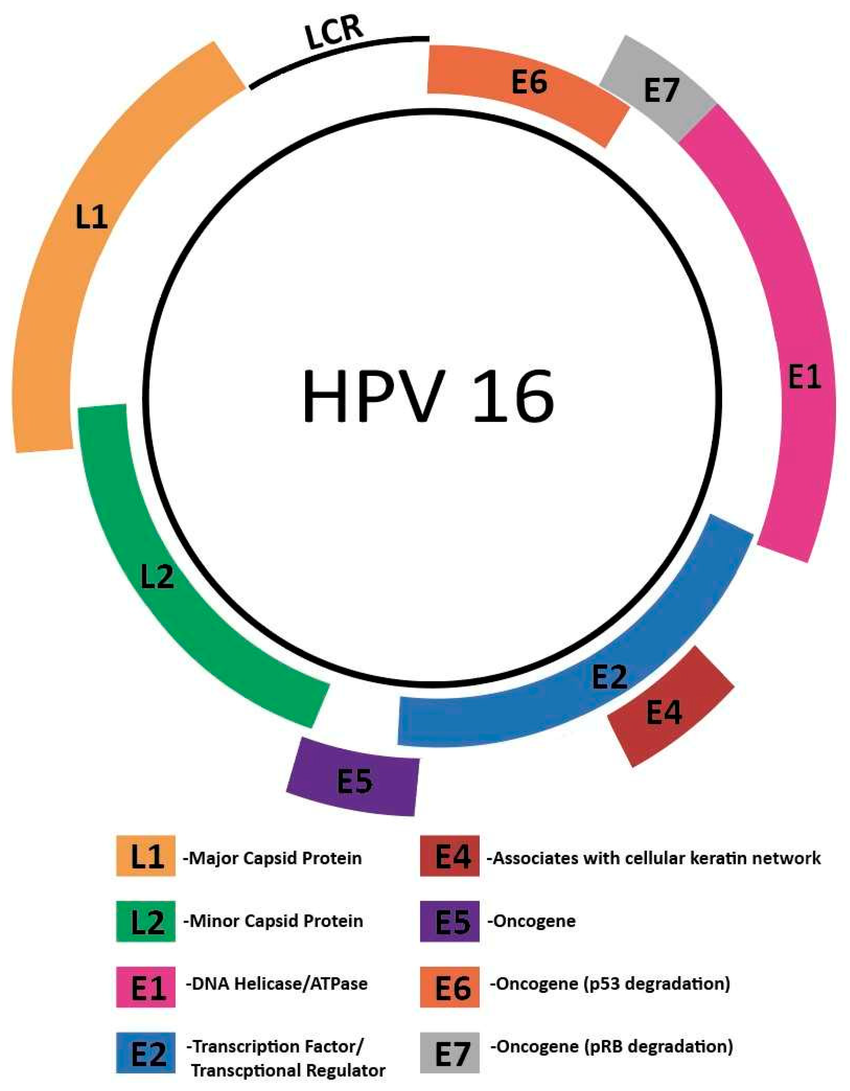 LCR
E6
E7
L1
E1
HPV 16
L2
E2
E4
E5
L1 -Major Capsid Protein
E4 -Associates with cellular keratin network
L2 -Minor Capsid Protein
E5 -Oncogene
E1 -DNA Helicase/ATPase
E6 -Oncogene (p53 degradation)
E2 -Transcription Factor/
Transcptional Regulator
E7 -Oncogene (pRB degradation)